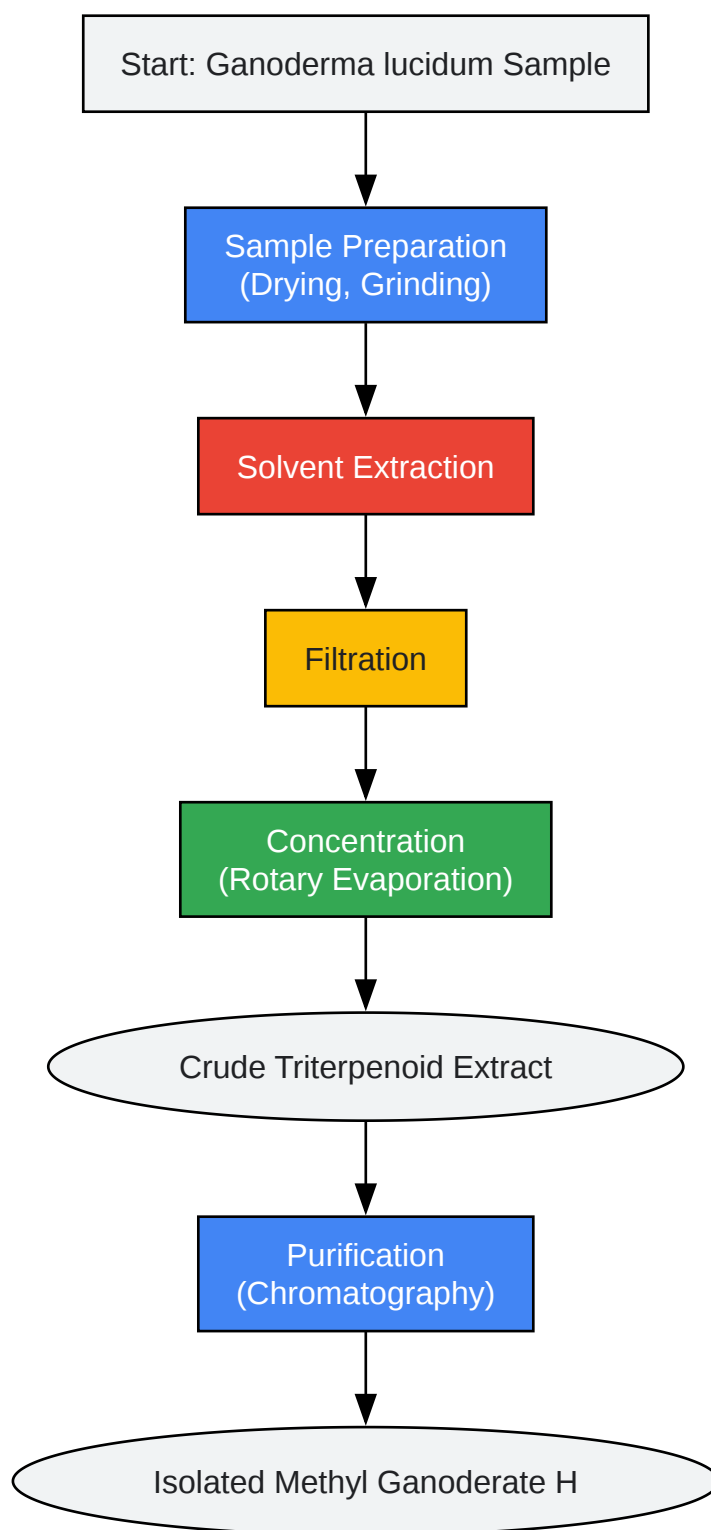 Start: Ganoderma lucidum Sample
Sample Preparation
(Drying, Grinding)
Solvent Extraction
Filtration
Concentration
(Rotary Evaporation)
Crude Triterpenoid Extract
Purification
(Chromatography)
Isolated Methyl Ganoderate H